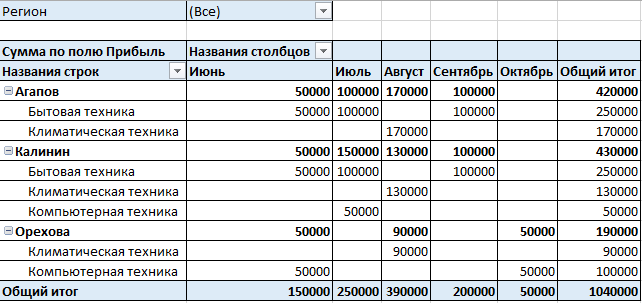 Регион (Все)
Сумма по полю Прибыль Названия столбцов
Названия строк Июнь Июль Август Сентябрь Октябрь Общий итог
Агапов 50000 100000 170000 100000 420000
Бытовая техника 50000 100000 100000 250000
Климатическая техника 170000 170000
Калинин 50000 150000 130000 100000 430000
Бытовая техника 50000 100000 100000 250000
Климатическая техника 130000 130000
Компьютерная техника 50000 50000
Орехова 50000 90000 50000 190000
Климатическая техника 90000 90000
Компьютерная техника 50000 50000 100000
Общий итог 150000 250000 390000 200000 50000 1040000